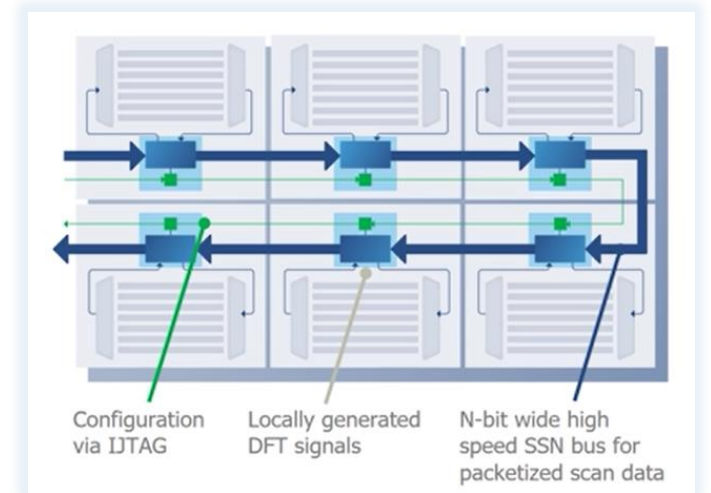 Configuration
via IJTAG
Locally generated
DFT signals
N-bit wide high
speed SSN bus for
packetized scan data